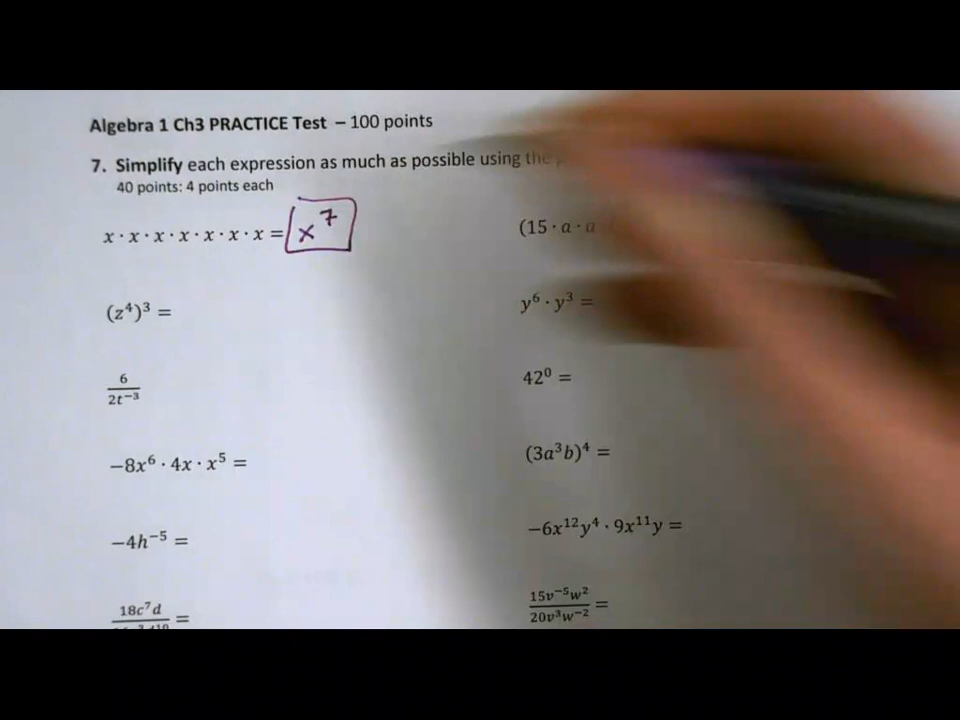 Algebra 1 Ch3 PRACTICE Test – 100 points
7. Simplify each expression as much as possible using the
40 points: 4 points each
x · x · x · x · x · x · x = x⁷
(15 · a · a
(z⁴)³ =
y⁶ · y³ =
6/2t⁻³
42⁰ =
−8x⁶ · 4x · x⁵ =
(3a³b)⁴ =
−4h⁻⁵ =
−6x¹²y⁴ · 9x¹¹y =
18c⁷d =
15v⁻⁵w²/20v³w⁻² =